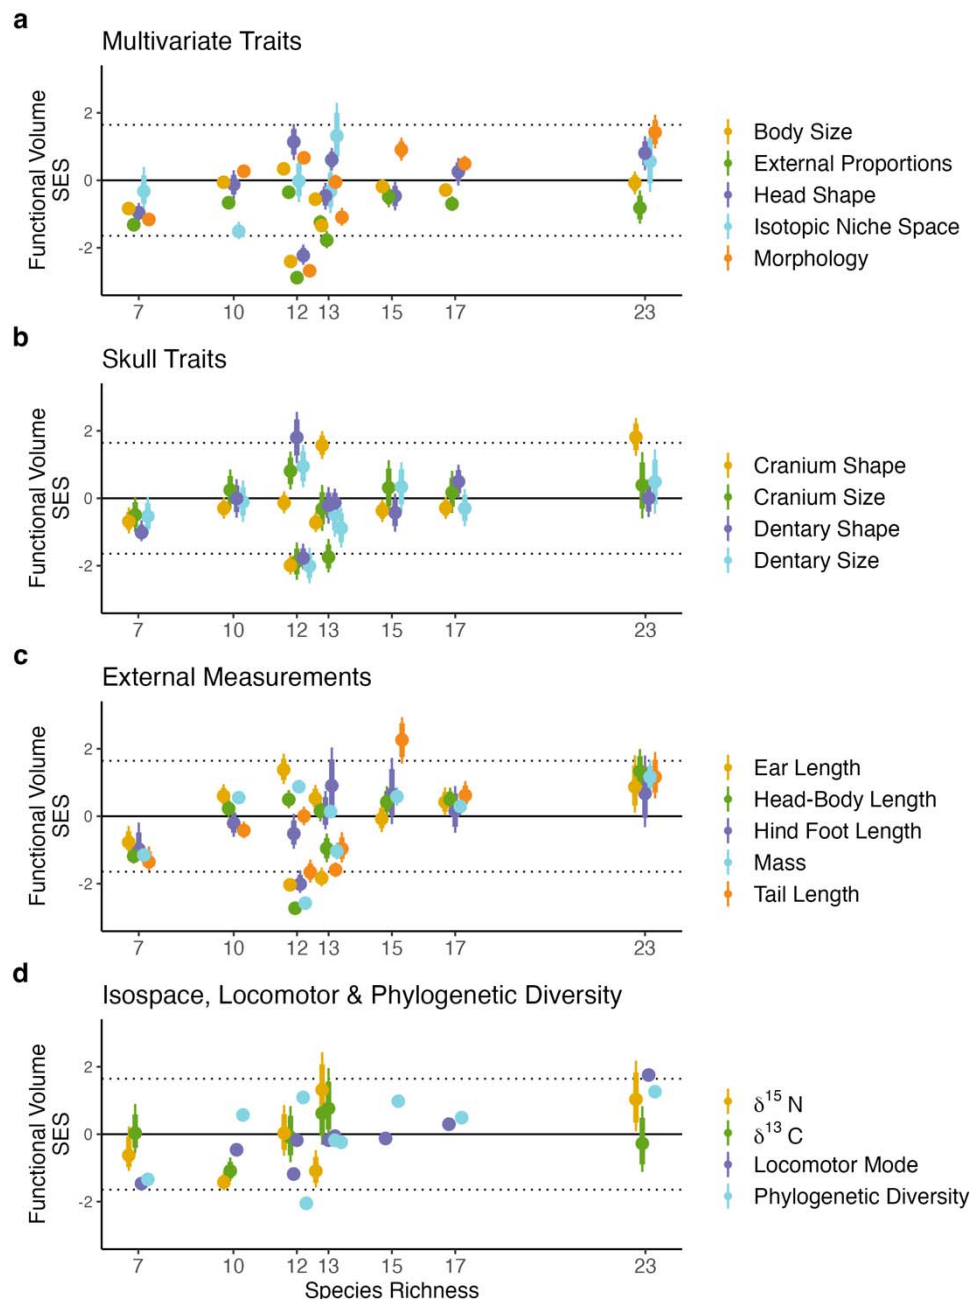 a
Multivariate Traits
Functional Volume
SES
2
0
-2
7 10 12 13 15 17 23
Body Size
External Proportions
Head Shape
Isotopic Niche Space
Morphology
b
Skull Traits
Functional Volume
SES
2
0
-2
7 10 12 13 15 17 23
Cranium Shape
Cranium Size
Dentary Shape
Dentary Size
c
External Measurements
Functional Volume
SES
2
0
-2
7 10 12 13 15 17 23
Ear Length
Head-Body Length
Hind Foot Length
Mass
Tail Length
d
Isospace, Locomotor & Phylogenetic Diversity
Functional Volume
SES
2
0
-2
7 10 12 13 15 17 23
Species Richness
δ¹⁵ N
δ¹³ C
Locomotor Mode
Phylogenetic Diversity